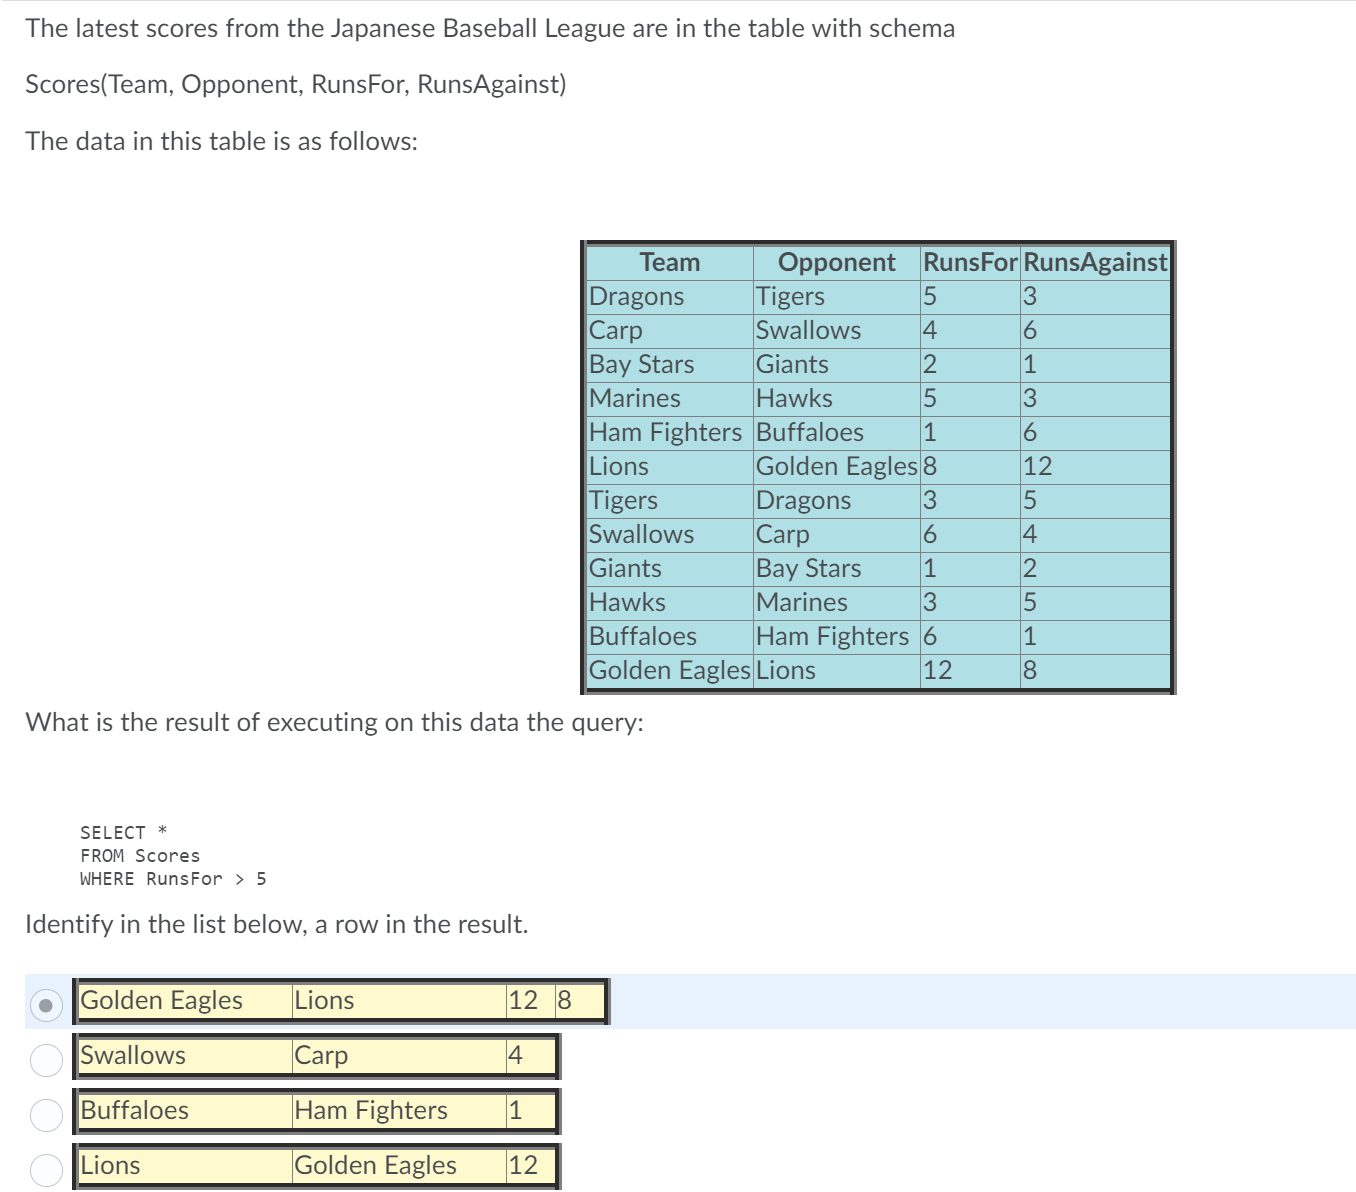 The latest scores from the Japanese Baseball League are in the table with schema
Scores(Team, Opponent, RunsFor, RunsAgainst)
The data in this table is as follows:
Team Opponent RunsFor RunsAgainst
Dragons Tigers 5 3
Carp Swallows 4 6
Bay Stars Giants 2 1
Marines Hawks 5 3
Ham Fighters Buffaloes 1 6
Lions Golden Eagles 8 12
Tigers Dragons 3 5
Swallows Carp 6 4
Giants Bay Stars 1 2
Hawks Marines 3 5
Buffaloes Ham Fighters 6 1
Golden Eagles Lions 12 8
What is the result of executing on this data the query:
SELECT *
FROM Scores
WHERE RunsFor > 5
Identify in the list below, a row in the result.
Golden Eagles Lions 12 8
Swallows Carp 4
Buffaloes Ham Fighters 1
Lions Golden Eagles 12